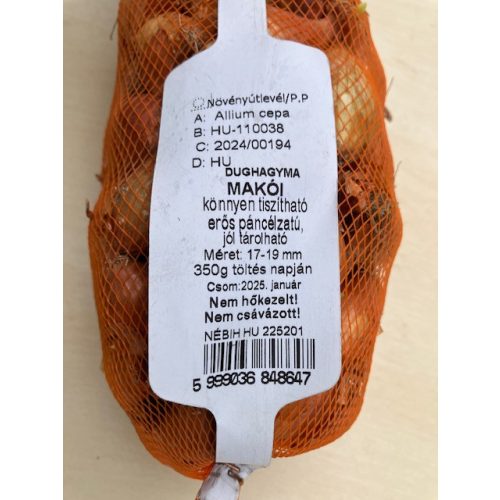 Növényútlevél/P.P
A: Allium cepa
B: HU-110038
C: 2024/00194
D: HU
DUGHAGYMA
MAKÓI
könnyen tiszítható
erős páncélzatú,
jól tárolható
Méret: 17-19 mm
350g töltés napján
Csom:2025. január
Nem hőkezelt!
Nem csávázott!
NÉBIH HU 225201
5 999036 848647